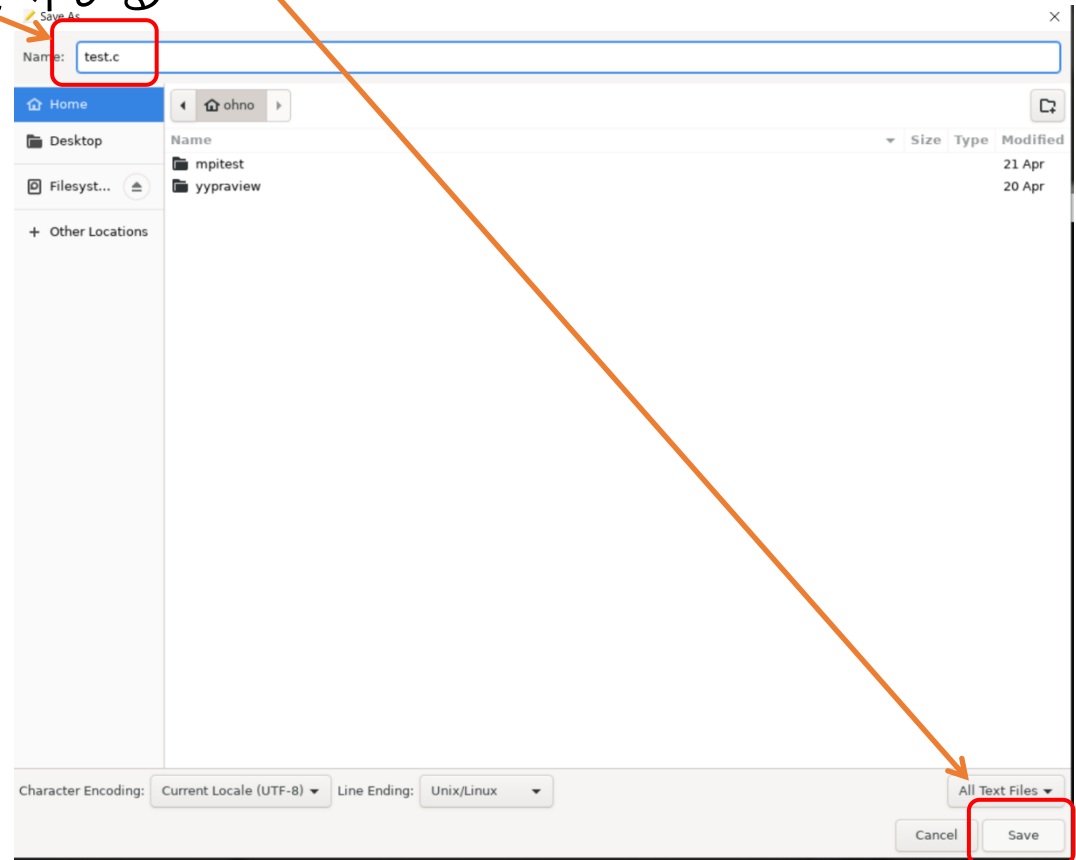 Save As
Name: test.c
Home
ohno
Desktop
Name Size Type Modified
mpitest 21 Apr
Filesyst...
yypraview 20 Apr
+ Other Locations
Character Encoding: Current Locale (UTF-8) Line Ending: Unix/Linux All Text Files
Cancel Save